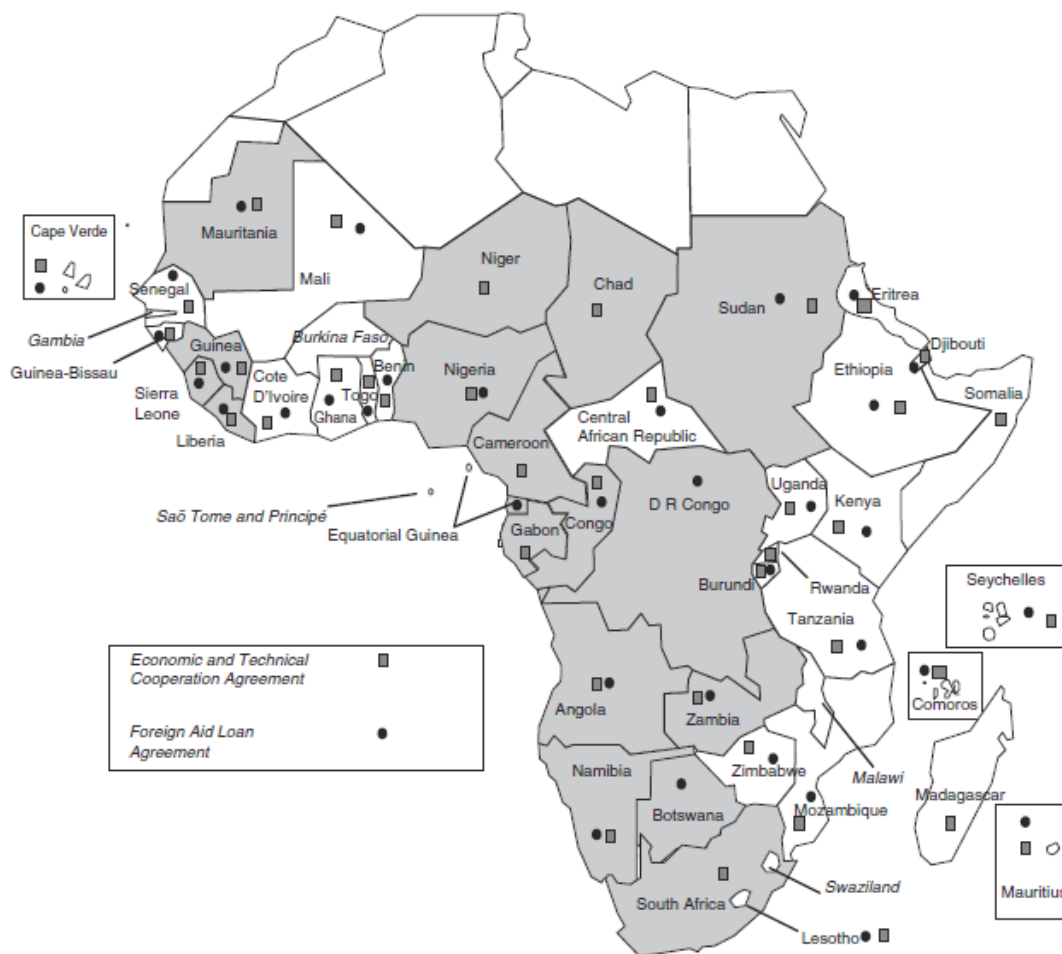 Mauritania
Cape Verde
Niger
Mali
Chad
Senegal
Sudan
Eritrea
Gambia
Burkina Faso
Djibouti
Guinea
Guinea-Bissau
Benin
Nigeria
Ethiopia
Cote
D'Ivoire
Togo
Somalia
Sierra
Leone
Ghana
Central
African Republic
Liberia
Cameroon
Uganda
Kenya
D R Congo
Saõ Tome and Principé
Equatorial Guinea
Gabon
Congo
Burundi
Rwanda
Seychelles
Tanzania
Economic and Technical
Cooperation Agreement
Comoros
Angola
Zambia
Foreign Aid Loan
Agreement
Namibia
Zimbabwe
Malawi
Madagascar
Mozambique
Botswana
Swaziland
Mauritius
South Africa
Lesotho